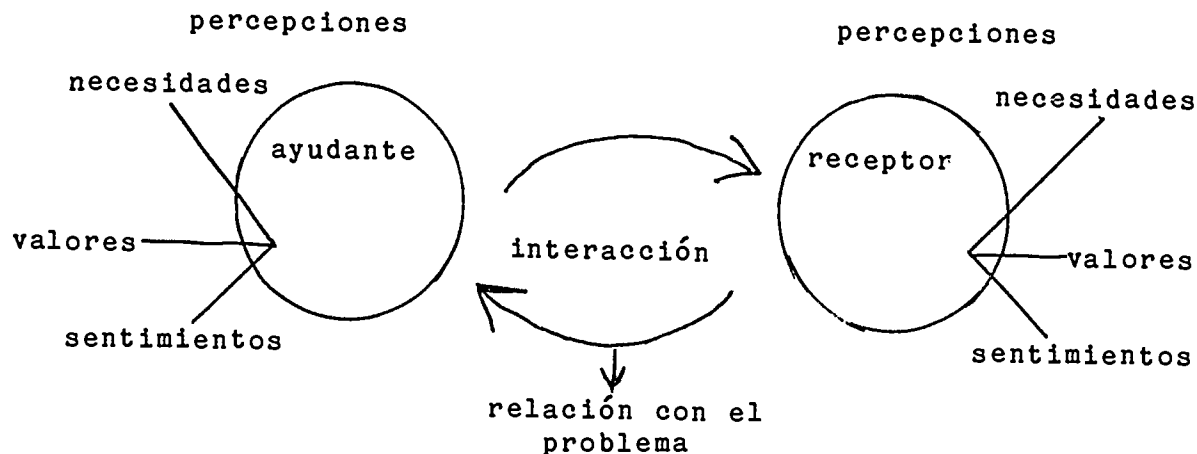 percepciones
necesidades
ayudante
valores
sentimientos
interacción
relación con el
problema
percepciones
necesidades
receptor
valores
sentimientos